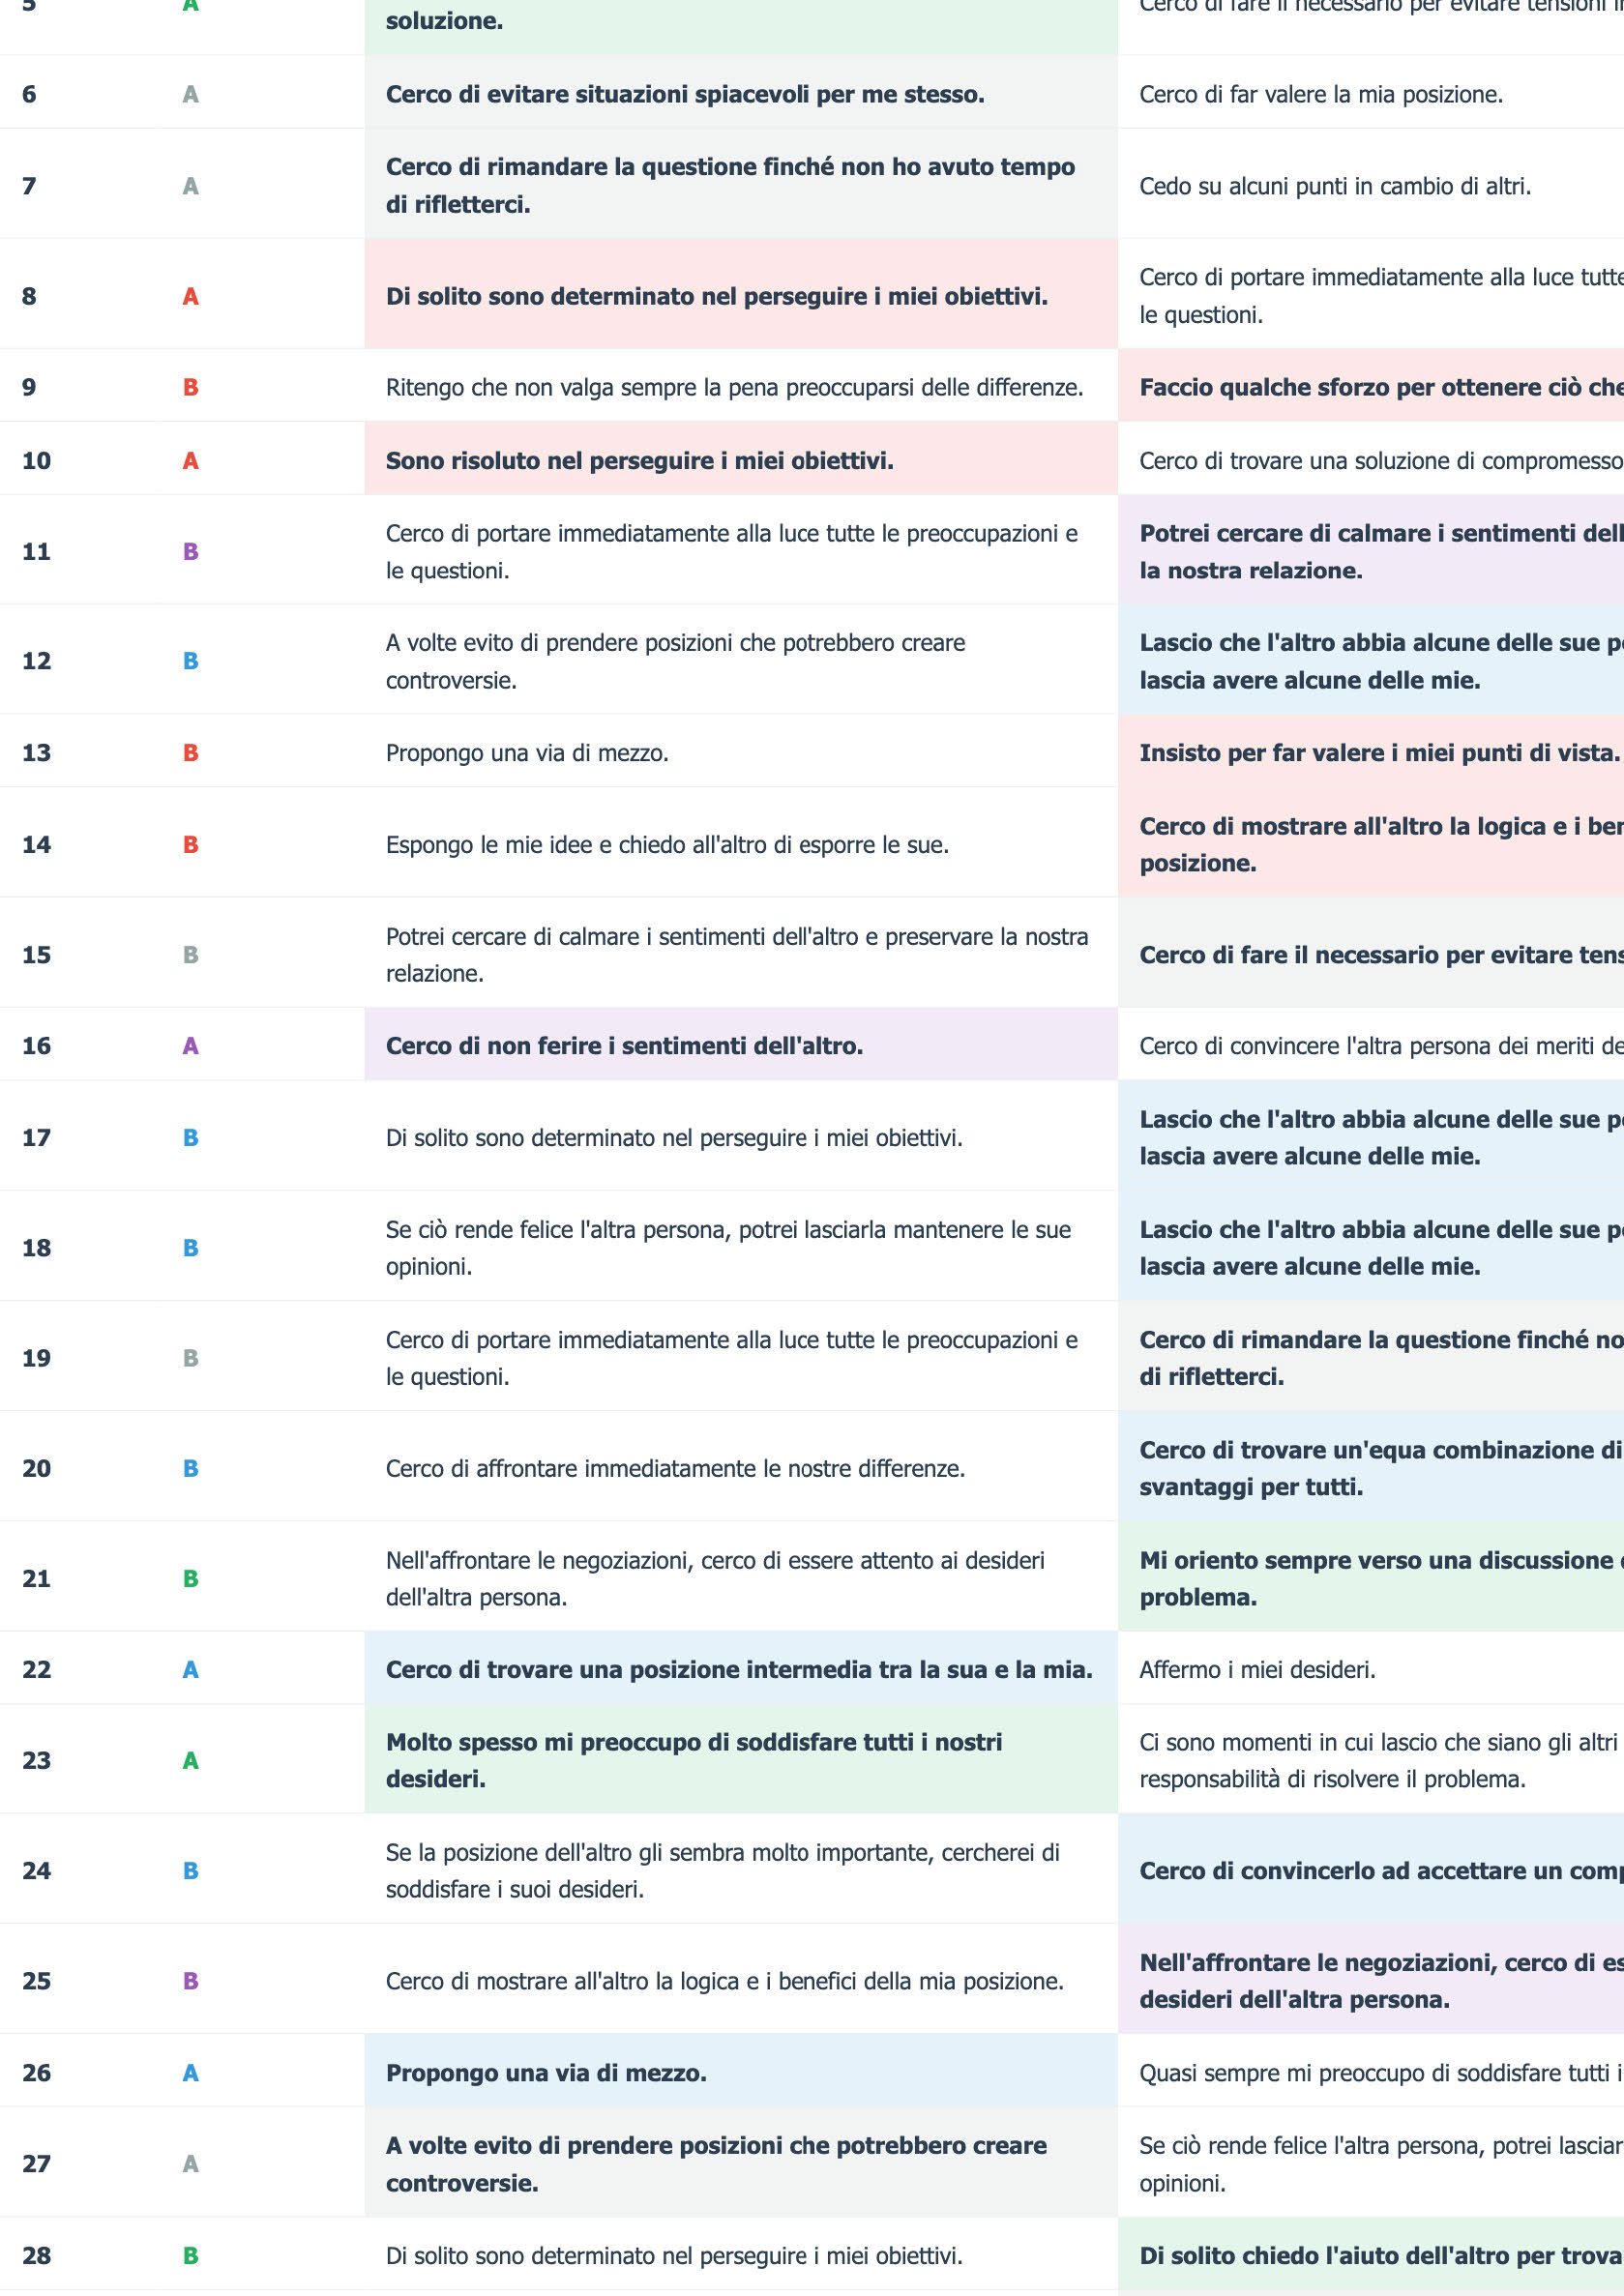 5 A soluzione. Cerco di fare il necessario per evitare tensioni
6 A Cerco di evitare situazioni spiacevoli per me stesso. Cerco di far valere la mia posizione.
7 A Cerco di rimandare la questione finché non ho avuto tempo
di rifletterci. Cedo su alcuni punti in cambio di altri.
8 A Di solito sono determinato nel perseguire i miei obiettivi. Cerco di portare immediatamente alla luce tutte
le questioni.
9 B Ritengo che non valga sempre la pena preoccuparsi delle differenze. Faccio qualche sforzo per ottenere ciò che
10 A Sono risoluto nel perseguire i miei obiettivi. Cerco di trovare una soluzione di compromesso
11 B Cerco di portare immediatamente alla luce tutte le preoccupazioni e
le questioni. Potrei cercare di calmare i sentimenti
la nostra relazione.
12 B A volte evito di prendere posizioni che potrebbero creare
controversie. Lascio che l'altro abbia alcune delle sue
lascia avere alcune delle mie.
13 B Propongo una via di mezzo. Insisto per far valere i miei punti di vista.
14 B Espongo le mie idee e chiedo all'altro di esporre le sue. Cerco di mostrare all'altro la logica e i
posizione.
15 B Potrei cercare di calmare i sentimenti dell'altro e preservare la nostra
relazione. Cerco di fare il necessario per evitare
16 A Cerco di non ferire i sentimenti dell'altro. Cerco di convincere l'altra persona dei meriti
17 B Di solito sono determinato nel perseguire i miei obiettivi. Lascio che l'altro abbia alcune delle sue
lascia avere alcune delle mie.
18 B Se ciò rende felice l'altra persona, potrei lasciarla mantenere le sue
opinioni. Lascio che l'altro abbia alcune delle sue
lascia avere alcune delle mie.
19 B Cerco di portare immediatamente alla luce tutte le preoccupazioni e
le questioni. Cerco di rimandare la questione finché
di rifletterci.
20 B Cerco di affrontare immediatamente le nostre differenze. Cerco di trovare un'equa combinazione di
svantaggi per tutti.
21 B Nell'affrontare le negoziazioni, cerco di essere attento ai desideri
dell'altra persona. Mi oriento sempre verso una discussione
problema.
22 A Cerco di trovare una posizione intermedia tra la sua e la mia. Affermo i miei desideri.
23 A Molto spesso mi preoccupo di soddisfare tutti i nostri
desideri. Ci sono momenti in cui lascio che siano gli altri
responsabilità di risolvere il problema.
24 B Se la posizione dell'altro gli sembra molto importante, cercherei di
soddisfare i suoi desideri. Cerco di convincerlo ad accettare un
25 B Cerco di mostrare all'altro la logica e i benefici della mia posizione. Nell'affrontare le negoziazioni, cerco di
desideri dell'altra persona.
26 A Propongo una via di mezzo. Quasi sempre mi preoccupo di soddisfare tutti i
27 A A volte evito di prendere posizioni che potrebbero creare
controversie. Se ciò rende felice l'altra persona, potrei
opinioni.
28 B Di solito sono determinato nel perseguire i miei obiettivi. Di solito chiedo l'aiuto dell'altro per